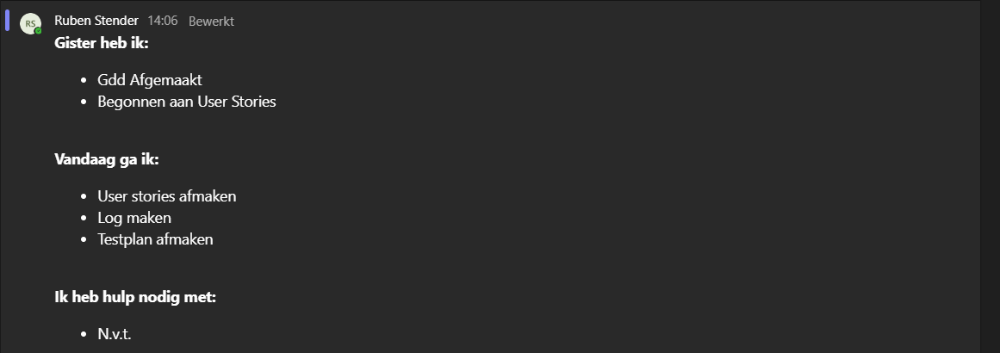 RS Ruben Stender 14:06 Bewerkt
Gister heb ik:
• Gdd Afgemaakt
• Begonnen aan User Stories
Vandaag ga ik:
• User stories afmaken
• Log maken
• Testplan afmaken
Ik heb hulp nodig met:
• N.v.t.